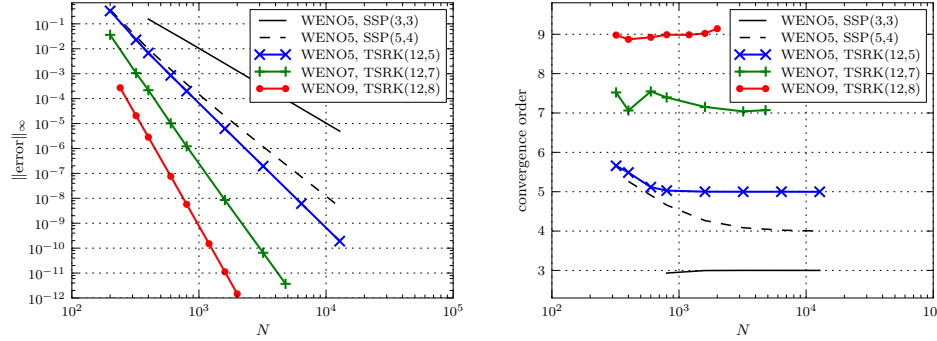 10^{-1}
10^{-2}
10^{-3}
10^{-4}
10^{-5}
10^{-6}
10^{-7}
10^{-8}
10^{-9}
10^{-10}
10^{-11}
10^{-12}
‖error‖_∞
10^2
10^3
10^4
10^5
N
WENO5, SSP(3,3)
WENO5, SSP(5,4)
WENO5, TSRK(12,5)
WENO7, TSRK(12,7)
WENO9, TSRK(12,8)
9
8
7
6
5
4
3
convergence order
10^2
10^3
10^4
N
WENO5, SSP(3,3)
WENO5, SSP(5,4)
WENO5, TSRK(12,5)
WENO7, TSRK(12,7)
WENO9, TSRK(12,8)